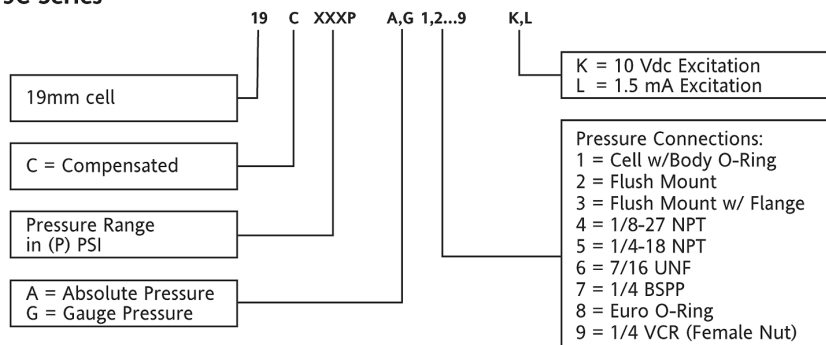 19 C XXXP A,G 1,2...9 K,L
19mm cell
C = Compensated
Pressure Range
in (P) PSI
A = Absolute Pressure
G = Gauge Pressure
K = 10 Vdc Excitation
L = 1.5 mA Excitation
Pressure Connections:
1 = Cell w/Body O-Ring
2 = Flush Mount
3 = Flush Mount w/ Flange
4 = 1/8-27 NPT
5 = 1/4-18 NPT
6 = 7/16 UNF
7 = 1/4 BSPP
8 = Euro O-Ring
9 = 1/4 VCR (Female Nut)